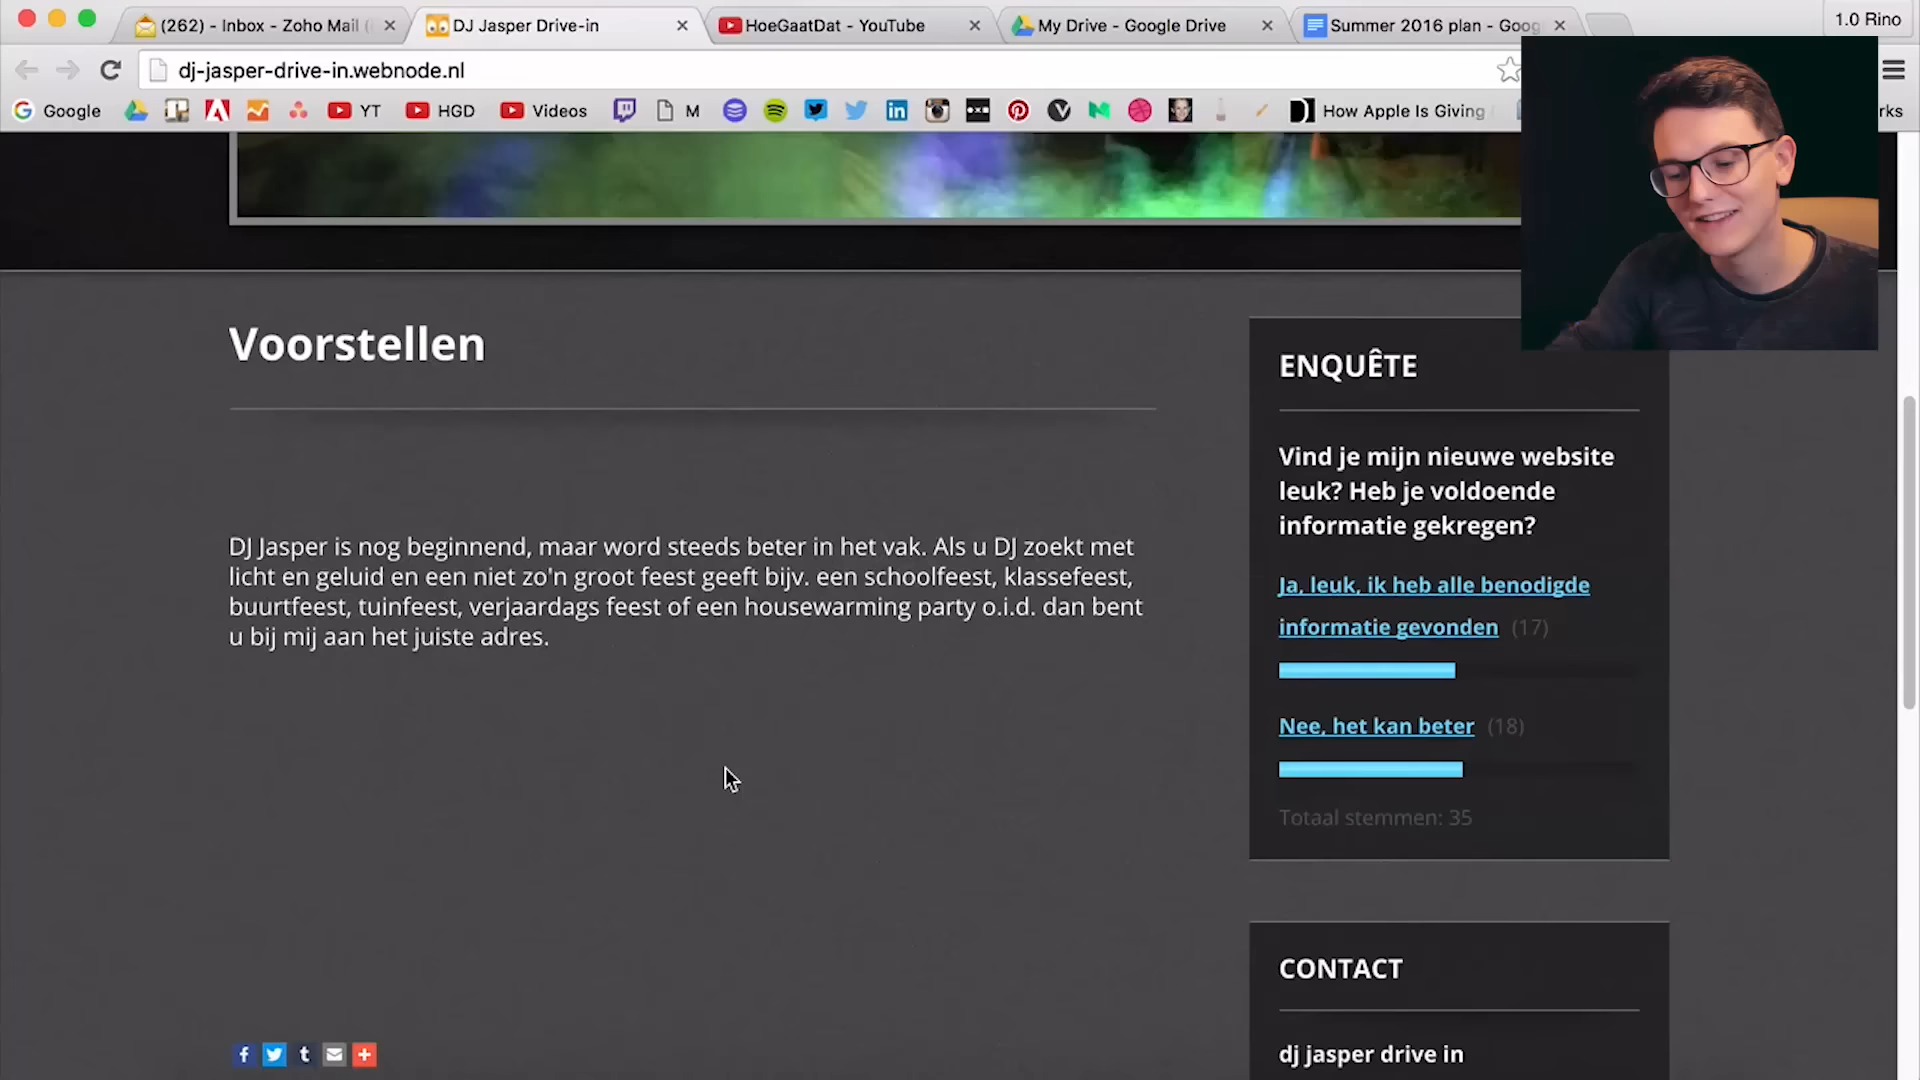 (262) - Inbox - Zoho Mail
DJ Jasper Drive-in
HoeGaatDat - YouTube
My Drive - Google Drive
Summer 2016 plan - Goog
1.0 Rino
dj-jasper-drive-in.webnode.nl
Google
YT
HGD
Videos
M
How Apple Is Giving
rks
Voorstellen
DJ Jasper is nog beginnend, maar word steeds beter in het vak. Als u DJ zoekt met
licht en geluid en een niet zo'n groot feest geeft bijv. een schoolfeest, klassefeest,
buurtfeest, tuinfeest, verjaardags feest of een housewarming party o.i.d. dan bent
u bij mij aan het juiste adres.
ENQUÊTE
Vind je mijn nieuwe website
leuk? Heb je voldoende
informatie gekregen?
Ja, leuk, ik heb alle benodigde
informatie gevonden (17)
Nee, het kan beter (18)
Totaal stemmen: 35
CONTACT
dj jasper drive in